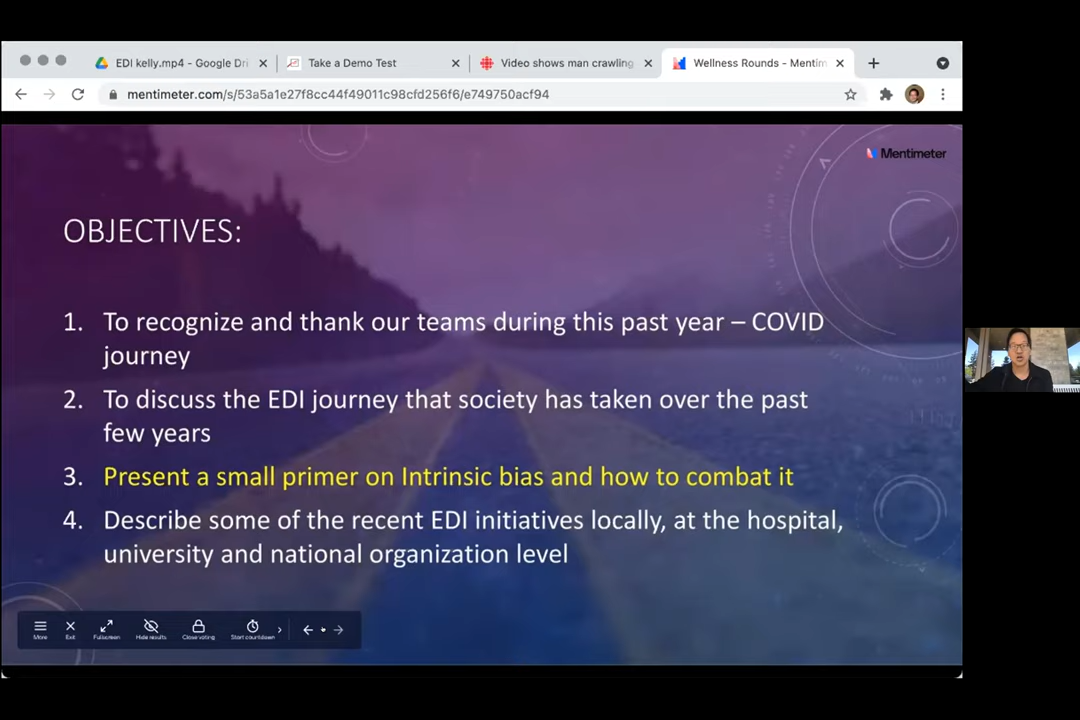 EDI kelly.mp4 - Google Dri
Take a Demo Test
Video shows man crawling
Wellness Rounds - Mentim
mentimeter.com/s/53a5a1e27f8cc44f49011c98cfd256f6/e749750acf94
Mentimeter
OBJECTIVES:
1. To recognize and thank our teams during this past year – COVID
journey
2. To discuss the EDI journey that society has taken over the past
few years
3. Present a small primer on Intrinsic bias and how to combat it
4. Describe some of the recent EDI initiatives locally, at the hospital,
university and national organization level
More
Exit
Fullscreen
Hide results
Close voting
Start countdown